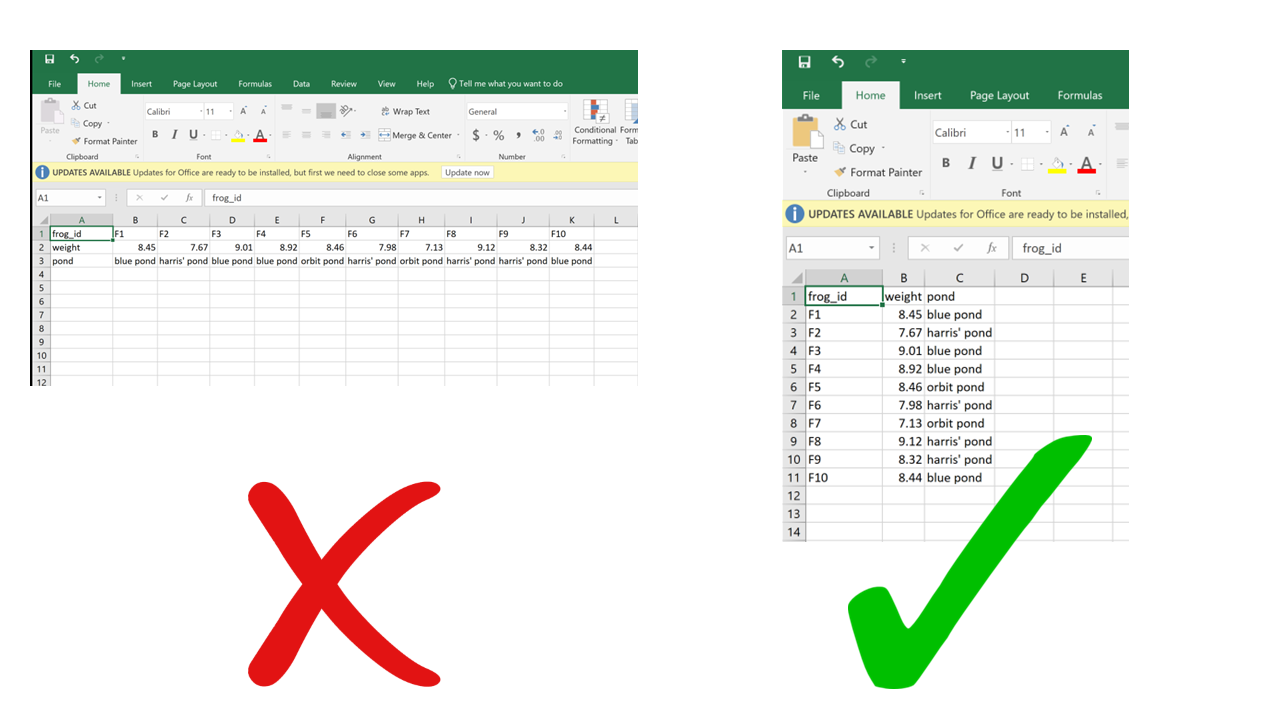 File Home Insert Page Layout Formulas Data Review View Help Tell me what you want to do
Cut
Calibri 11 A A Wrap Text General
Paste Copy
B I U A Merge & Center $ % , Conditional
Format Painter Formatting
Clipboard Font Alignment Number
UPDATES AVAILABLE Updates for Office are ready to be installed, but first we need to close some apps. Update now
A1 fx frog_id
A B C D E F G H I J K L
1 frog_id F1 F2 F3 F4 F5 F6 F7 F8 F9 F10
2 weight 8.45 7.67 9.01 8.92 8.46 7.98 7.13 9.12 8.32 8.44
3 pond blue pond harris' pond blue pond blue pond orbit pond harris' pond orbit pond harris' pond harris' pond blue pond
4
5
6
7
8
9
10
11
12
File Home Insert Page Layout Formulas
Cut
Calibri 11 A A
Paste Copy
B I U A
Format Painter
Clipboard Font
UPDATES AVAILABLE Updates for Office are ready to be installed,
A1 fx frog_id
A B C D E
1 frog_id weight pond
2 F1 8.45 blue pond
3 F2 7.67 harris' pond
4 F3 9.01 blue pond
5 F4 8.92 blue pond
6 F5 8.46 orbit pond
7 F6 7.98 harris' pond
8 F7 7.13 orbit pond
9 F8 9.12 harris' pond
10 F9 8.32 harris' pond
11 F10 8.44 blue pond
12
13
14